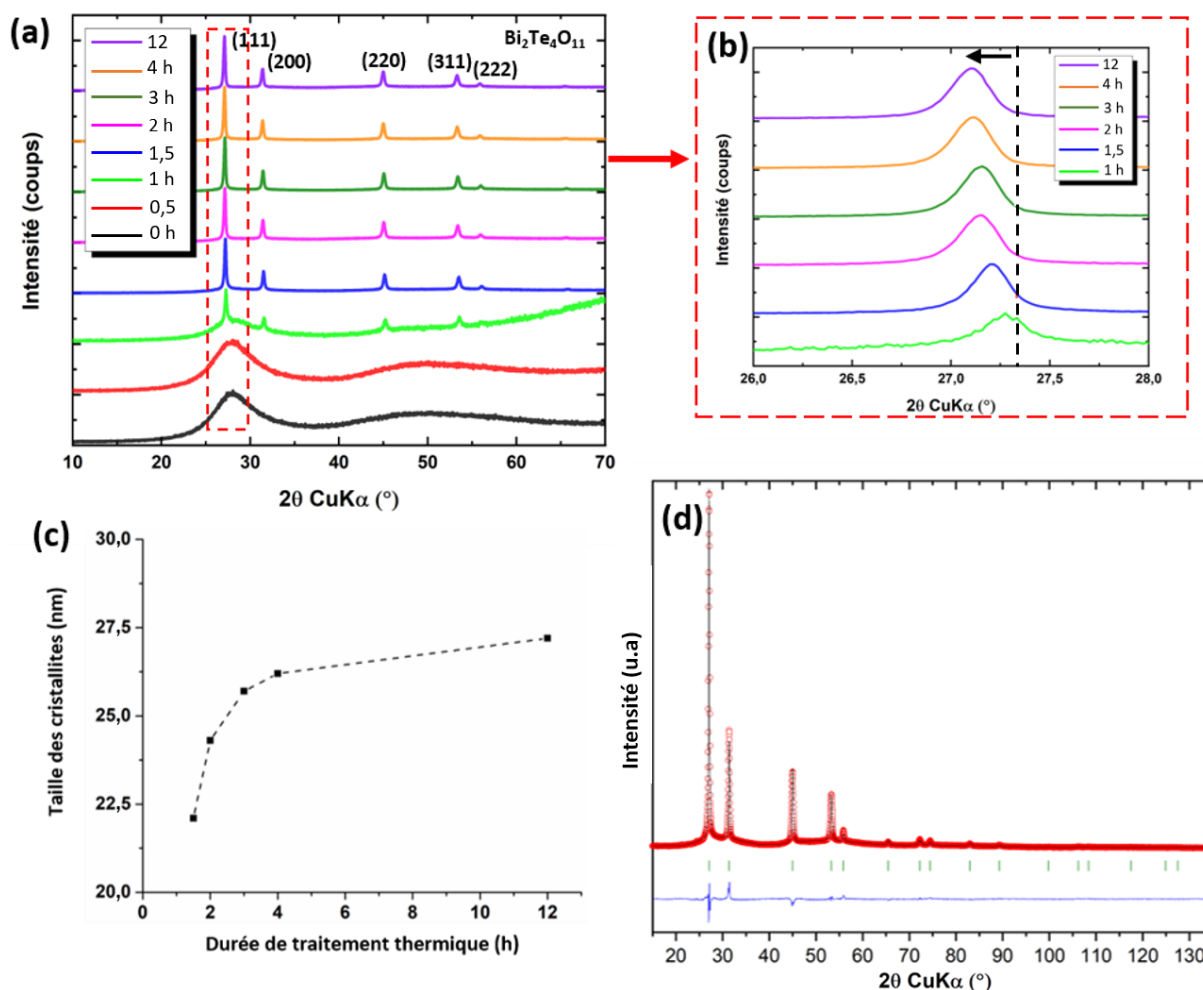 (a)
Bi₂Te₄O₁₁
12
4 h
3 h
2 h
1,5
1 h
0,5
0 h
(111)
(200)
(220)
(311)
(222)
Intensité (coups)
10 20 30 40 50 60 70
2θ CuKα (°)
(b)
12
4 h
3 h
2 h
1,5
1 h
Intensité (coups)
26,0 26,5 27,0 27,5 28,0
2θ CuKα (°)
(c)
30,0
27,5
25,0
22,5
20,0
Taille des cristallites (nm)
0 2 4 6 8 10 12
Durée de traitement thermique (h)
(d)
Intensité (u.a)
20 30 40 50 60 70 80 90 100 110 120 130
2θ CuKα (°)